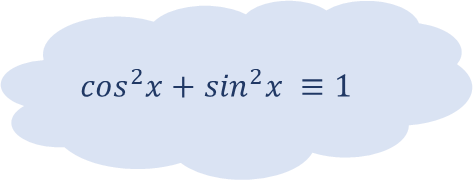 cos²x + sin²x ≡ 1